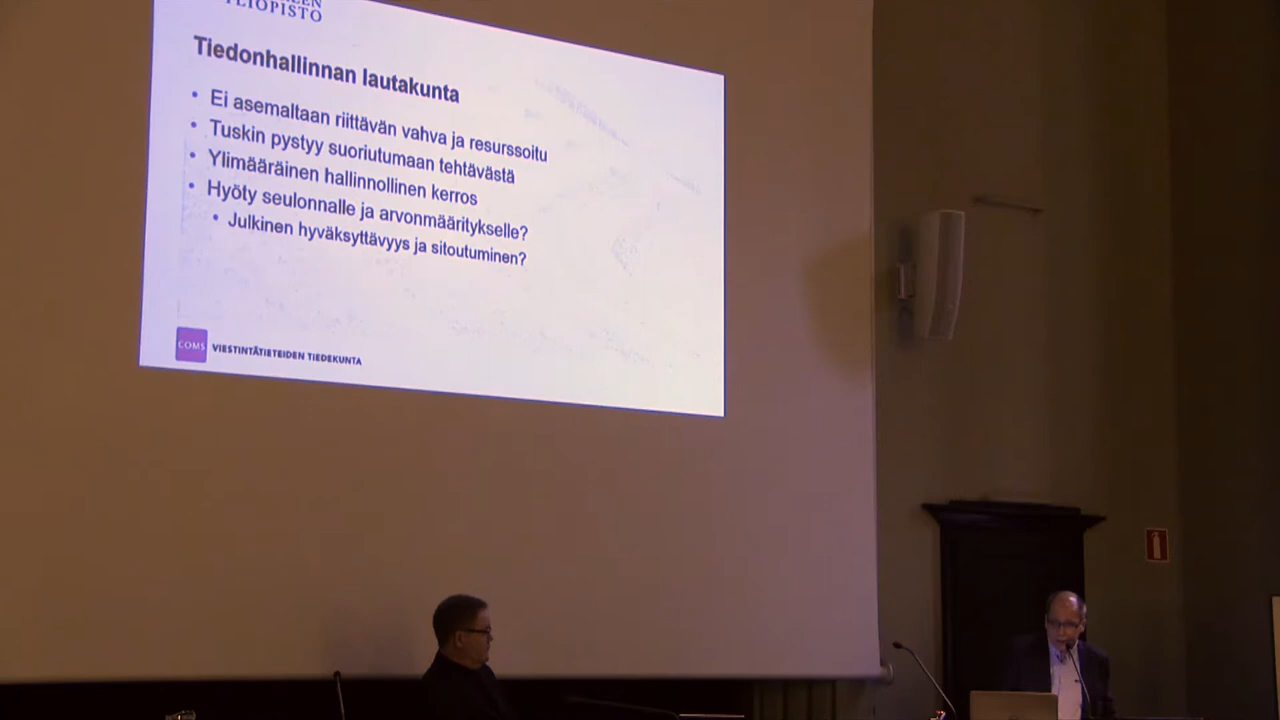 Tiedonhallinnan lautakunta
• Ei asemaltaan riittävän vahva ja resurssoitu
• Tuskin pystyy suoriutumaan tehtävästä
• Ylimääräinen hallinnollinen kerros
• Hyöty seulonnalle ja arvonmääritykselle?
• Julkinen hyväksyttävyys ja sitoutuminen?
COMS VIESTINTÄTIETEIDEN TIEDEKUNTA